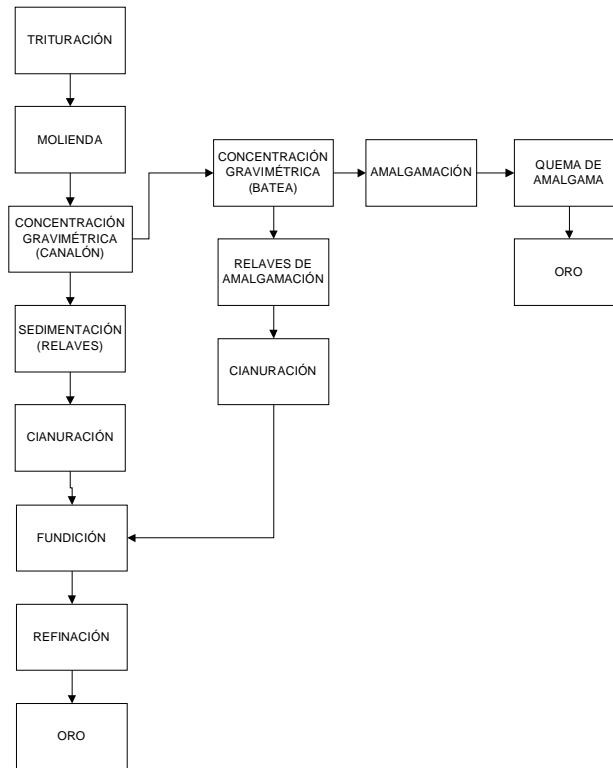 TRITURACIÓN
MOLIENDA
CONCENTRACIÓN
GRAVIMÉTRICA
(CANALÓN)
SEDIMENTACIÓN
(RELAVES)
CIANURACIÓN
FUNDICIÓN
REFINACIÓN
ORO
CONCENTRACIÓN
GRAVIMÉTRICA
(BATEA)
RELAVES DE
AMALGAMACIÓN
CIANURACIÓN
AMALGAMACIÓN
QUEMA DE
AMALGAMA
ORO